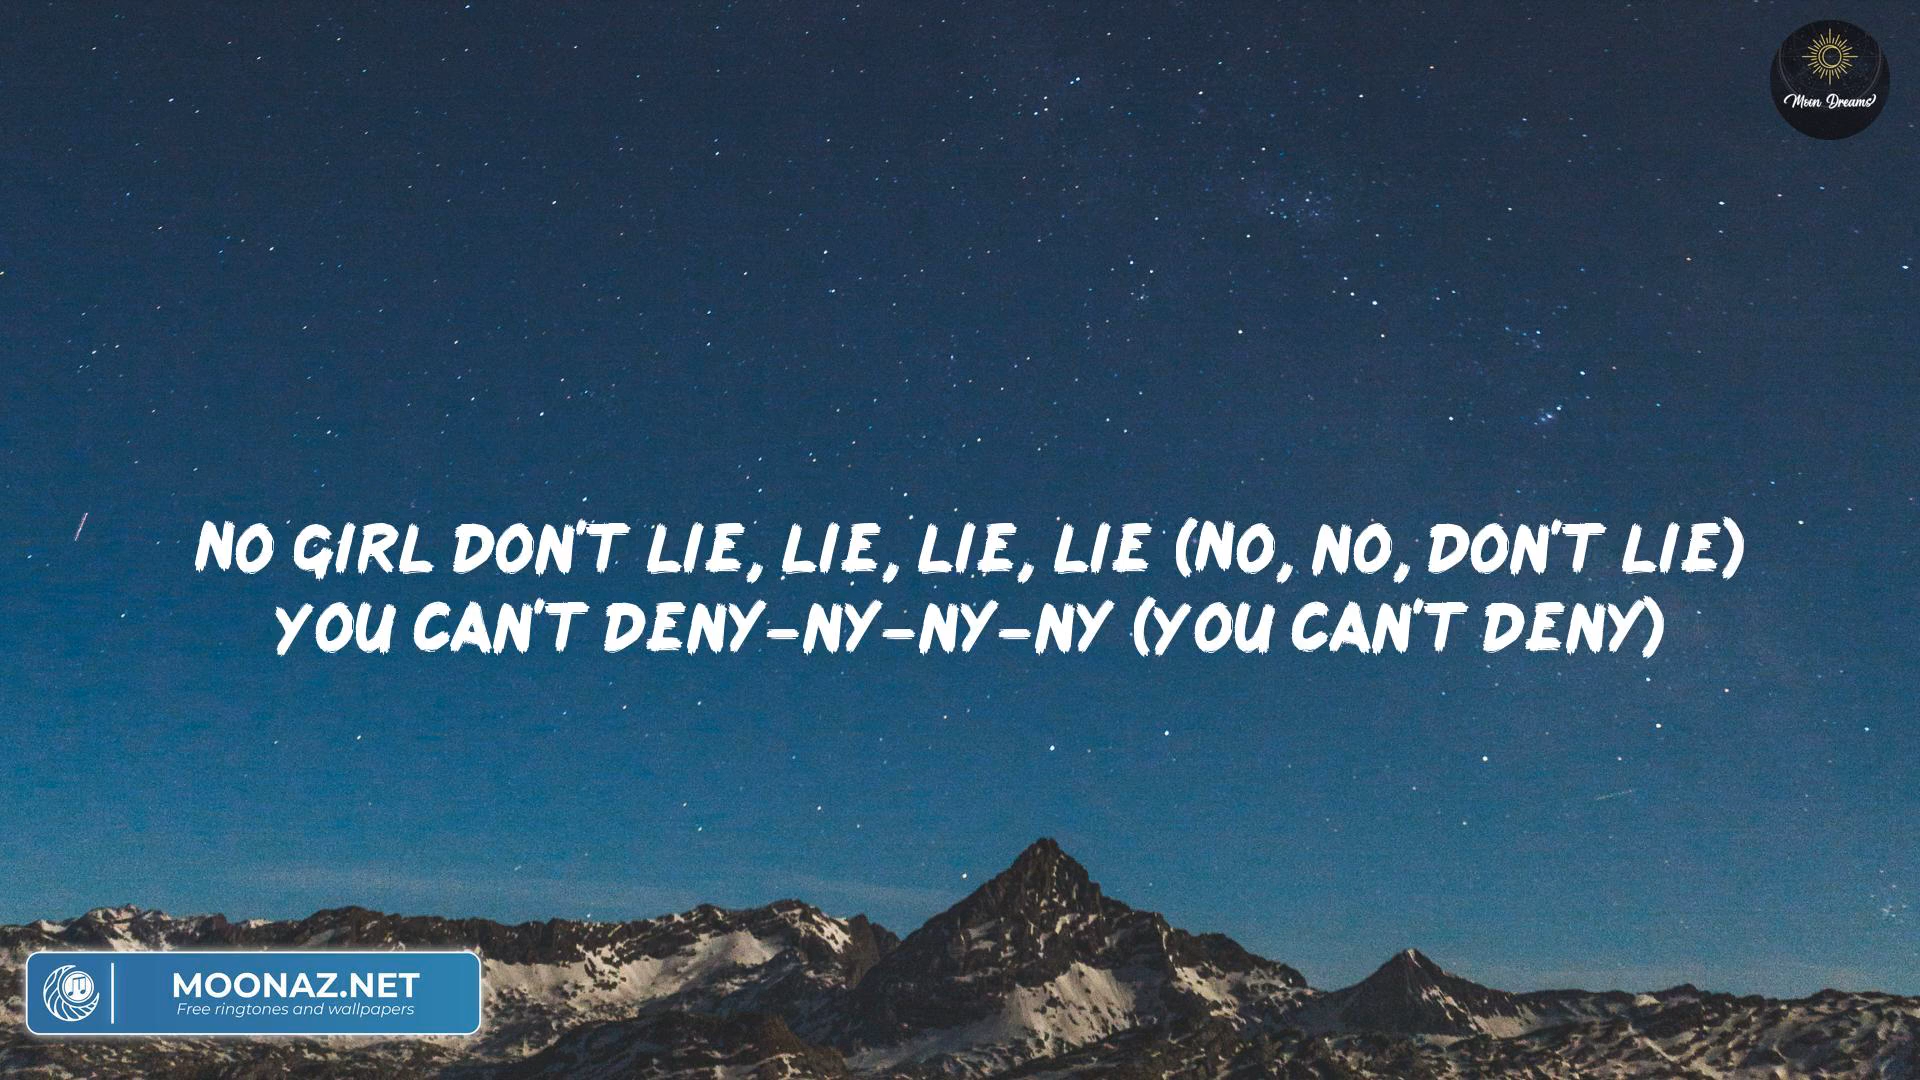 Moon Dreams
NO GIRL DON'T LIE, LIE, LIE, LIE (NO, NO, DON'T LIE)
YOU CAN'T DENY-NY-NY-NY (YOU CAN'T DENY)
MOONAZ.NET
Free ringtones and wallpapers